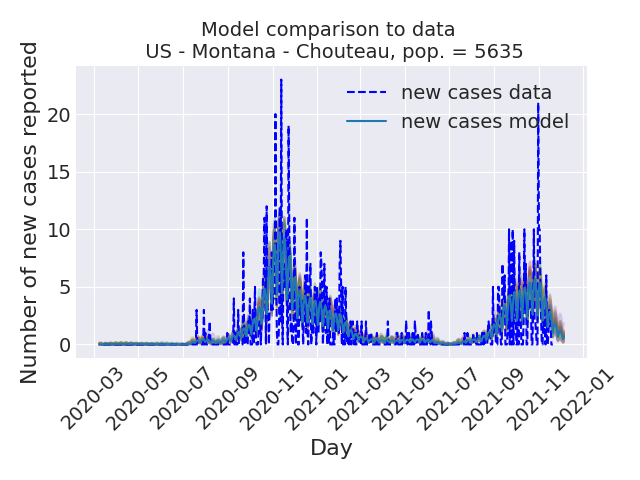 Model comparison to data
US - Montana - Chouteau, pop. = 5635
new cases data
new cases model
Number of new cases reported
20
15
10
5
0
2020-03
2020-05
2020-07
2020-09
2020-11
2021-01
2021-03
2021-05
2021-07
2021-09
2021-11
2022-01
Day